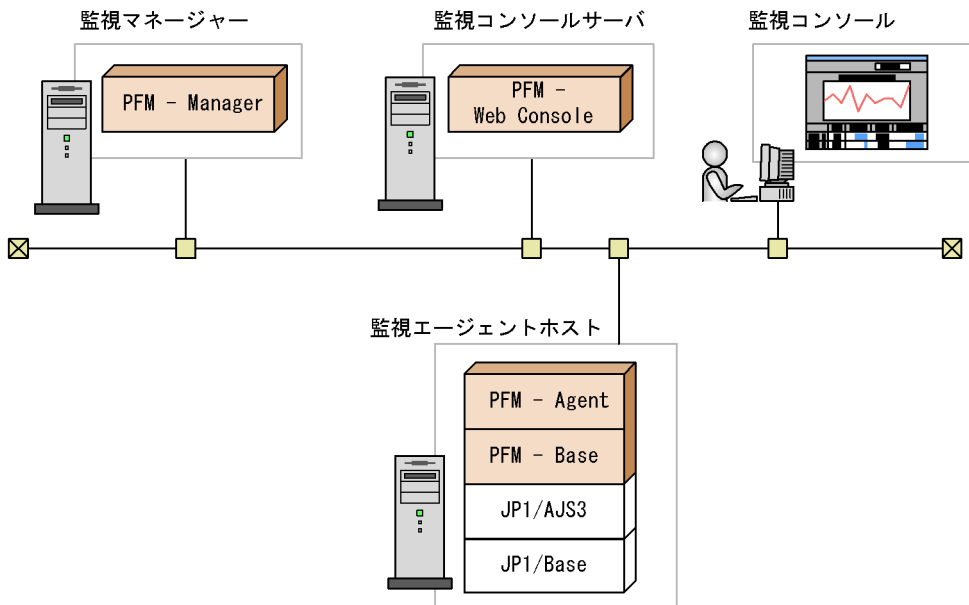 監視マネージャー
監視コンソールサーバ
監視コンソール
PFM - Manager
PFM -
Web Console
監視エージェントホスト
PFM - Agent
PFM - Base
JP1/AJS3
JP1/Base